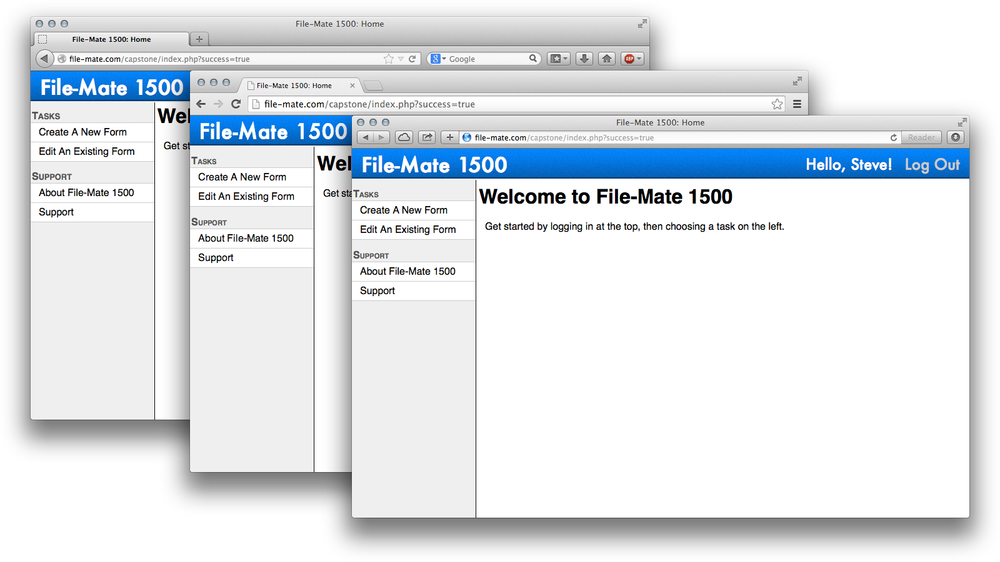 File-Mate 1500: Home
File-Mate 1500: Home
file-mate.com/capstone/index.php?success=true
Google
ABP
File-Mate 1500
Tasks
Create A New Form
Edit An Existing Form
Support
About File-Mate 1500
Support
Wel
Get st
File-Mate 1500: Home
file-mate.com/capstone/index.php?success=true
File-Mate 1500
Tasks
Create A New Form
Edit An Existing Form
Support
About File-Mate 1500
Support
Wel
Get sta
File-Mate 1500: Home
file-mate.com/capstone/index.php?success=true
Reader
File-Mate 1500
Hello, Steve! Log Out
Tasks
Create A New Form
Edit An Existing Form
Support
About File-Mate 1500
Support
Welcome to File-Mate 1500
Get started by logging in at the top, then choosing a task on the left.